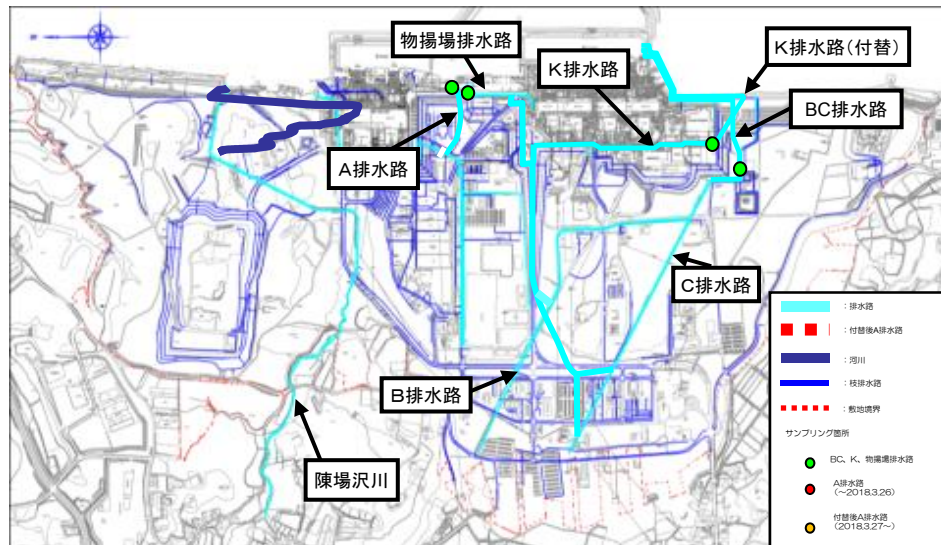 物揚場排水路
K排水路(付替)
K排水路
BC排水路
A排水路
C排水路
B排水路
陳場沢川
:排水路
:付替後A排水路
:河川
:枝排水路
:敷地境界
サンプリング箇所
BC、K、物揚場排水路
A排水路
(~2018.3.26)
付替後A排水路
(2018.3.27~)